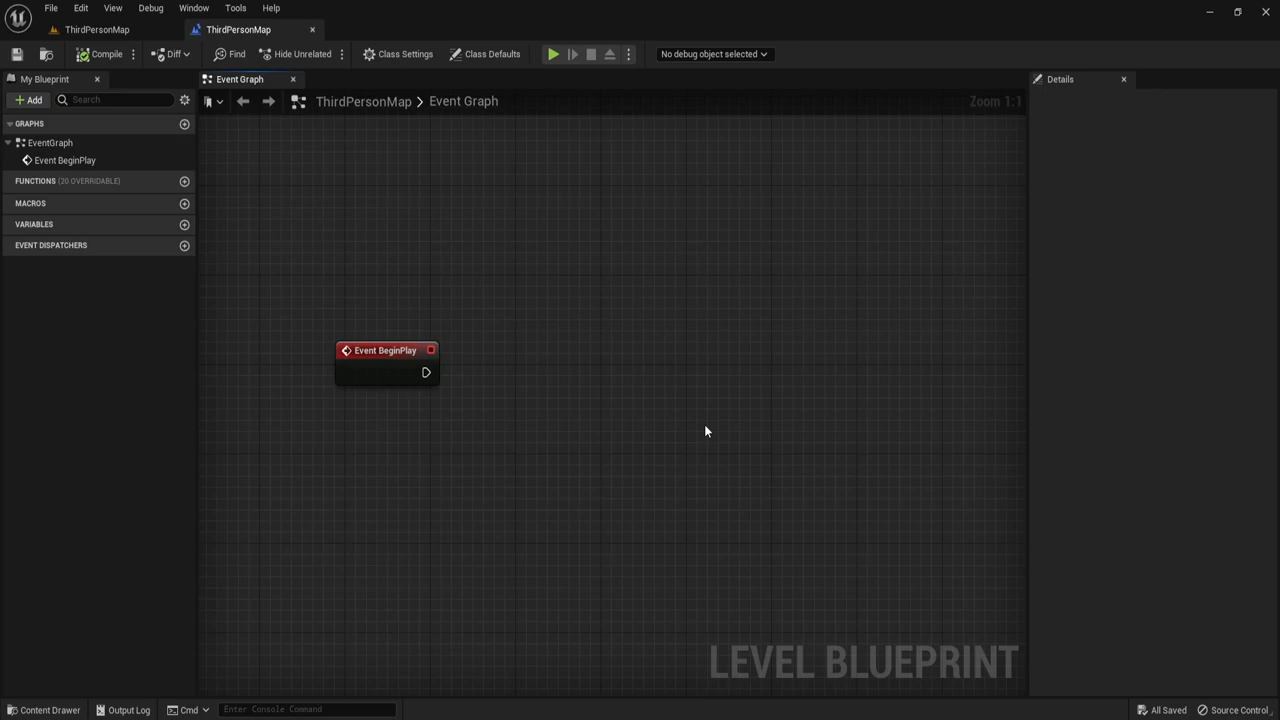 File Edit View Debug Window Tools Help
ThirdPersonMap ThirdPersonMap
Compile Diff Find Hide Unrelated Class Settings Class Defaults No debug object selected
My Blueprint Event Graph Details
Add Search ThirdPersonMap > Event Graph Zoom 1:1
GRAPHS
EventGraph
Event BeginPlay
FUNCTIONS (20 OVERRIDABLE)
MACROS
VARIABLES
EVENT DISPATCHERS
Event BeginPlay
LEVEL BLUEPRINT
Content Drawer Output Log Cmd Enter Console Command All Saved Source Control